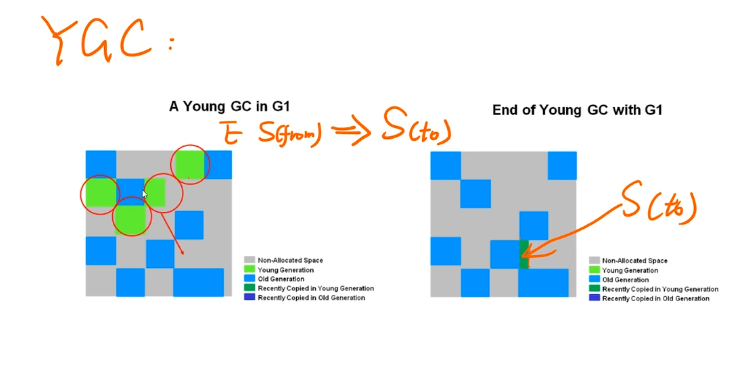 YGC:
A Young GC in G1
End of Young GC with G1
E S(from) ⇒ S(to)
S(to)
Non-Allocated Space
Young Generation
Old Generation
Recently Copied in Young Generation
Recently Copied in Old Generation
Non-Allocated Space
Young Generation
Old Generation
Recently Copied in Young Generation
Recently Copied in Old Generation